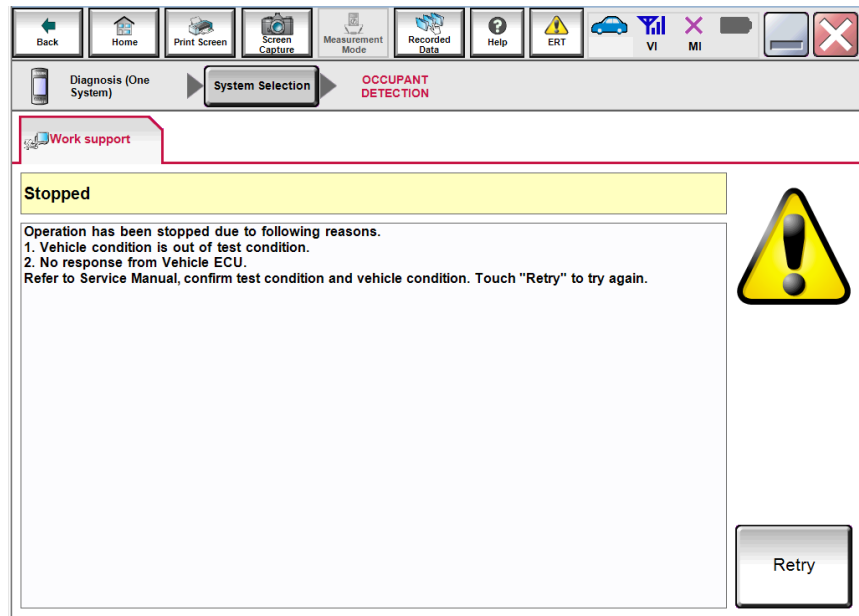 Back
Home
Print Screen
Screen
Capture
Measurement
Mode
Recorded
Data
Help
ERT
VI
MI
Diagnosis (One
System)
System Selection
OCCUPANT
DETECTION
Work support
Stopped
Operation has been stopped due to following reasons.
1. Vehicle condition is out of test condition.
2. No response from Vehicle ECU.
Refer to Service Manual, confirm test condition and vehicle condition. Touch "Retry" to try again.
Retry